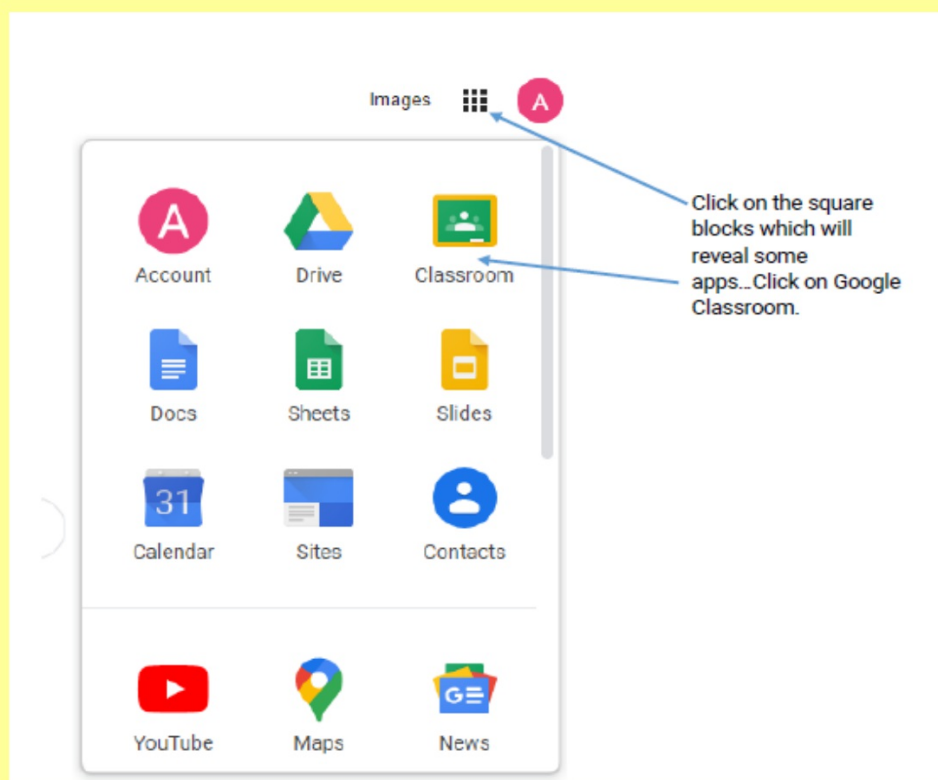 Images
A
A
Account Drive Classroom
Docs Sheets Slides
31
Calendar Sites Contacts
G
YouTube Maps News
Click on the square
blocks which will
reveal some
apps...Click on Google
Classroom.